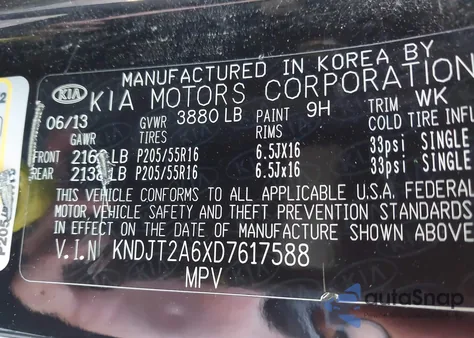 MANUFACTURED IN KOREA BY
KIA KIA MOTORS CORPORATION
06/13 GVWR 3880 LB PAINT 9H TRIM WK
GAWR TIRES RIMS COLD TIRE INFL
FRONT LB P205/55R16 6.5JX16 33psi SINGLE
REAR LB P205/55R16 6.5Jx16 33psi SINGLE
THIS VEHICLE CONFORMS TO ALL APPLICABLE U.S.A. FEDERAL
MOTOR VEHICLE SAFETY AND THEFT PREVENTION STANDARDS
IN EFFECT ON THE DATE OF MANUFACTURE SHOWN ABOVE
V.I.N KNDJT2A6XD7617588
MPV
autoSnap